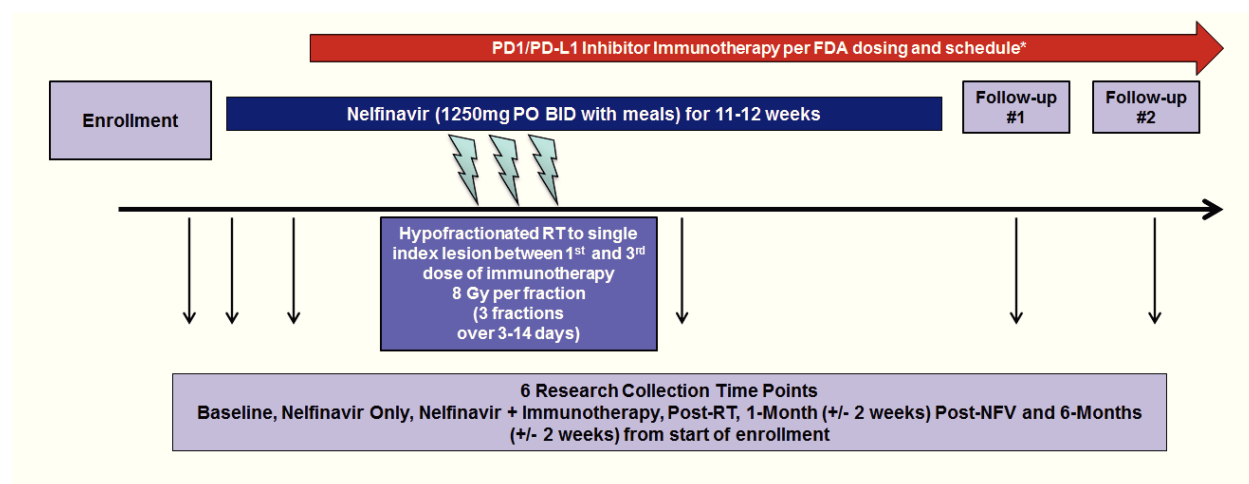 PD1/PD-L1 Inhibitor Immunotherapy per FDA dosing and schedule*
Enrollment
Nelfinavir (1250mg PO BID with meals) for 11-12 weeks
Follow-up
#1
Follow-up
#2
Hypofractionated RT to single
index lesion between 1st and 3rd
dose of immunotherapy
8 Gy per fraction
(3 fractions
over 3-14 days)
6 Research Collection Time Points
Baseline, Nelfinavir Only, Nelfinavir + Immunotherapy, Post-RT, 1-Month (+/- 2 weeks) Post-NFV and 6-Months
(+/- 2 weeks) from start of enrollment